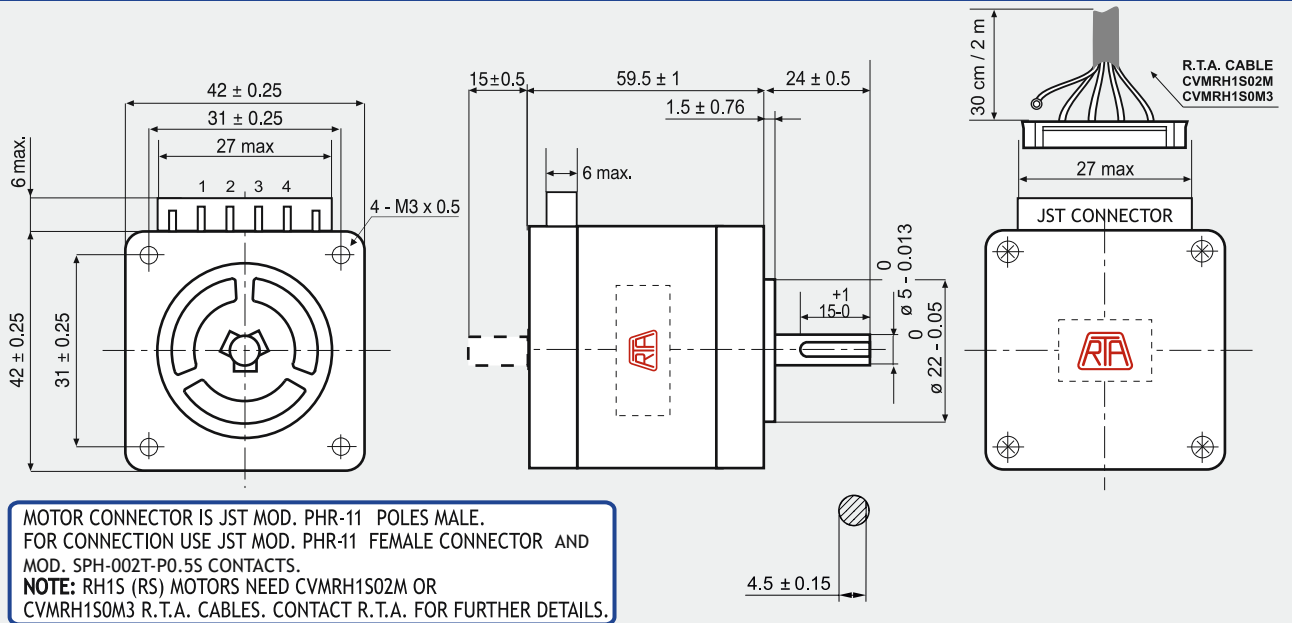 42 ± 0.25
31 ± 0.25
27 max
6 max.
1 2 3 4
4 - M3 x 0.5
42 ± 0.25
31 ± 0.25
15±0.5
59.5 ± 1
24 ± 0.5
1.5 ± 0.76
6 max.
+1
15-0
0
ø 5 - 0.013
0
ø 22 - 0.05
RTA
4.5 ± 0.15
30 cm / 2 m
R.T.A. CABLE
CVMRH1S02M
CVMRH1S0M3
27 max
JST CONNECTOR
RTA
MOTOR CONNECTOR IS JST MOD. PHR-11 POLES MALE.
FOR CONNECTION USE JST MOD. PHR-11 FEMALE CONNECTOR AND
MOD. SPH-002T-P0.5S CONTACTS.
NOTE: RH1S (RS) MOTORS NEED CVMRH1S02M OR
CVMRH1S0M3 R.T.A. CABLES. CONTACT R.T.A. FOR FURTHER DETAILS.